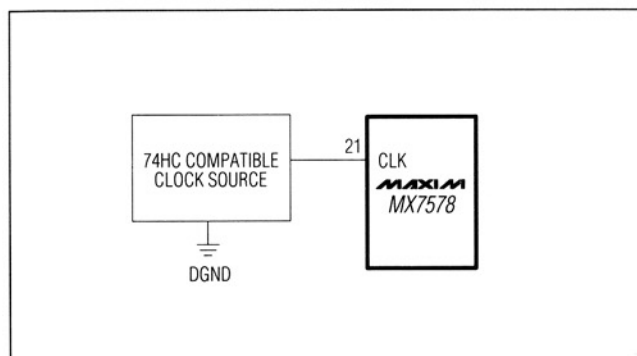 74HC COMPATIBLE
CLOCK SOURCE
DGND
21
CLK
MAXIM
MX7578